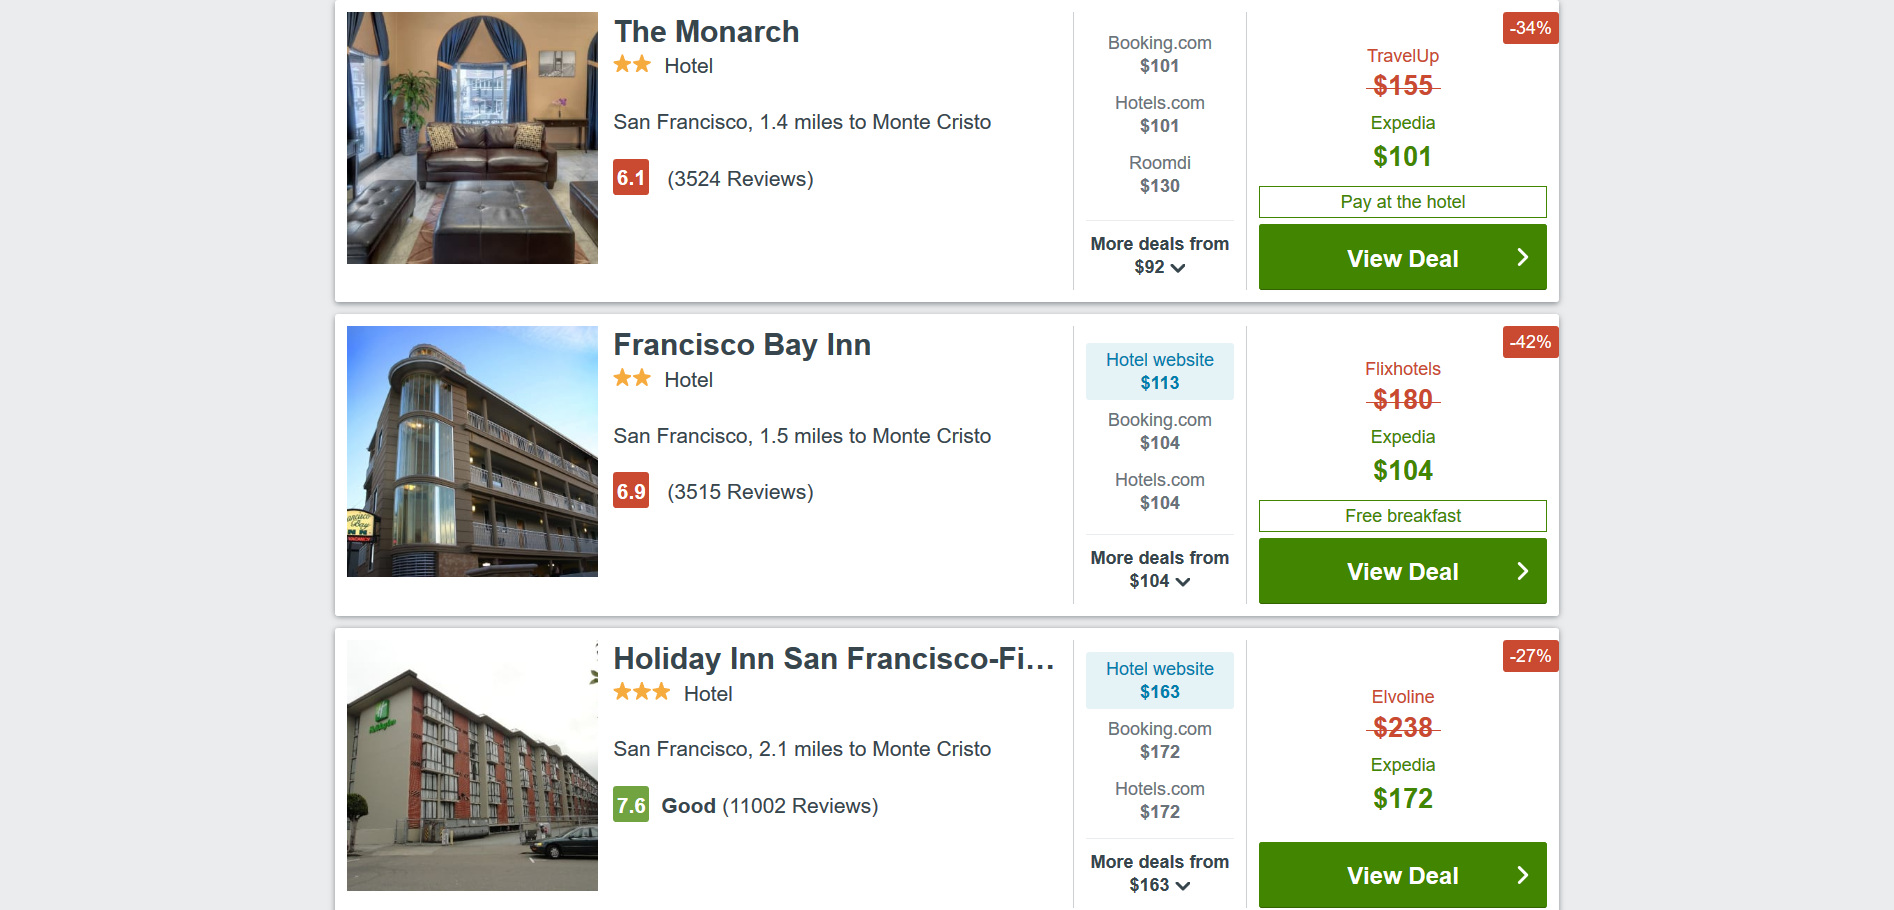 The Monarch
Hotel
San Francisco, 1.4 miles to Monte Cristo
6.1 (3524 Reviews)
Booking.com
$101
Hotels.com
$101
Roomdi
$130
More deals from
$92
-34%
TravelUp
$155
Expedia
$101
Pay at the hotel
View Deal
Francisco Bay Inn
Hotel
San Francisco, 1.5 miles to Monte Cristo
6.9 (3515 Reviews)
Hotel website
$113
Booking.com
$104
Hotels.com
$104
More deals from
$104
-42%
Flixhotels
$180
Expedia
$104
Free breakfast
View Deal
Holiday Inn San Francisco-Fi...
Hotel
San Francisco, 2.1 miles to Monte Cristo
7.6 Good (11002 Reviews)
Hotel website
$163
Booking.com
$172
Hotels.com
$172
More deals from
$163
-27%
Elvoline
$238
Expedia
$172
View Deal